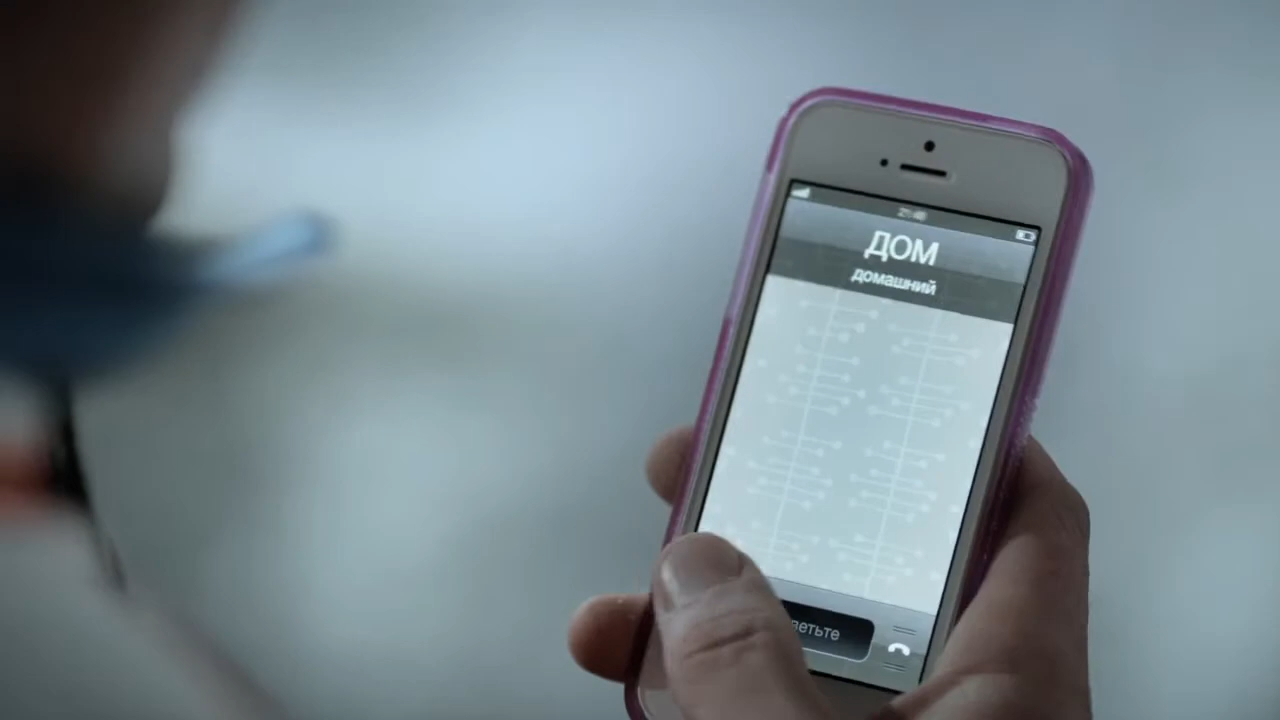 ДОМ
домашний
ветьте